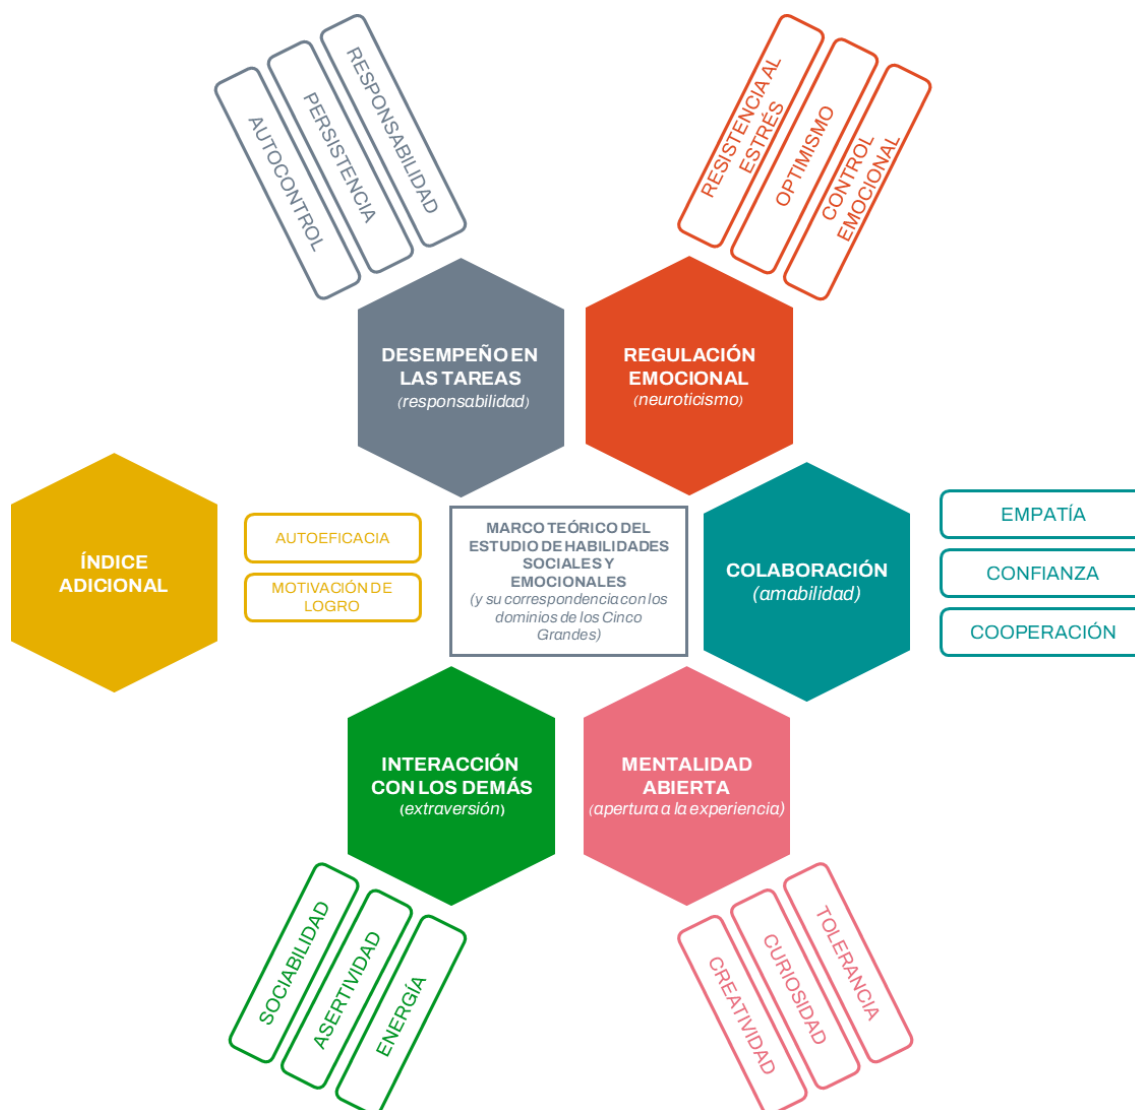 RESPONSABILIDAD
PERSISTENCIA
AUTOCONTROL
RESISTENCIA AL
ESTRÉS
OPTIMISMO
CONTROL
EMOCIONAL
DESEMPEÑO EN
LAS TAREAS
(responsabilidad)
REGULACIÓN
EMOCIONAL
(neuroticismo)
ÍNDICE
ADICIONAL
AUTOEFICACIA
MOTIVACIÓN DE
LOGRO
MARCO TEÓRICO DEL
ESTUDIO DE HABILIDADES
SOCIALES Y
EMOCIONALES
(y su correspondencia con los
dominios de los Cinco
Grandes)
COLABORACIÓN
(amabilidad)
EMPATÍA
CONFIANZA
COOPERACIÓN
INTERACCIÓN
CON LOS DEMÁS
(extraversión)
MENTALIDAD
ABIERTA
(apertura a la experiencia)
SOCIABILIDAD
ASERTIVIDAD
ENERGÍA
CREATIVIDAD
CURIOSIDAD
TOLERANCIA